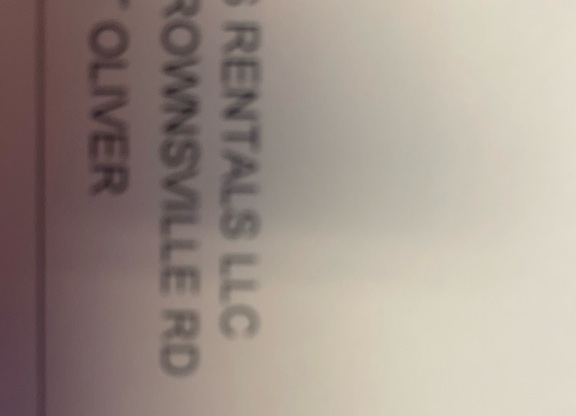 S RENTALS LLC
ROWNSVILLE RD
T OLIVER